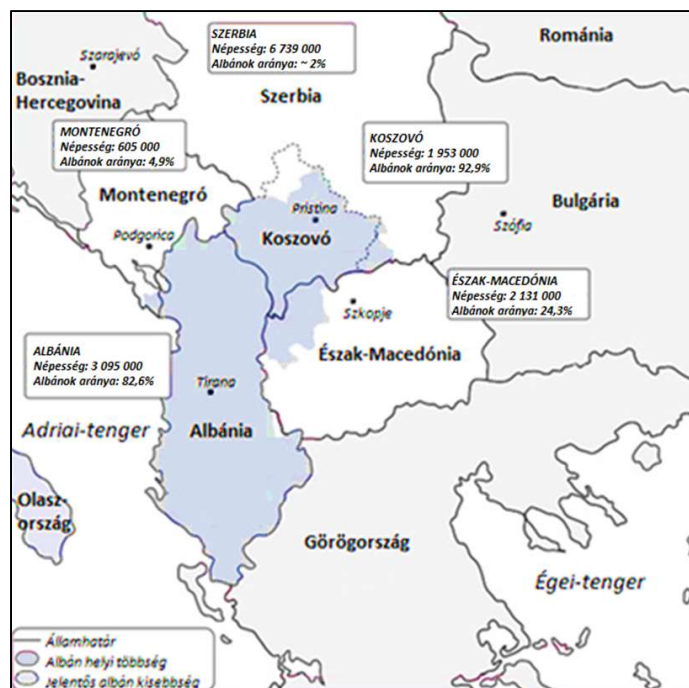 SZERBIA
Népesség: 6 739 000
Albánok aránya: ~ 2%
Románia
Szarajevó
Bosznia-
Hercegovina
Szerbia
MONTENEGRÓ
Népesség: 605 000
Albánok aránya: 4,9%
KOSZOVÓ
Népesség: 1 953 000
Albánok aránya: 92,9%
Montenegró
Pristina
Bulgária
Szófia
Podgorica
Koszovó
ÉSZAK-MACEDÓNIA
Népesség: 2 131 000
Albánok aránya: 24,3%
Szkopje
ALBÁNIA
Népesség: 3 095 000
Albánok aránya: 82,6%
Észak-Macedónia
Tirana
Adriai-tenger
Albánia
Olasz-
ország
Görögország
Égei-tenger
Államhatár
Albán helyi többség
Jelentős albán kisebbség